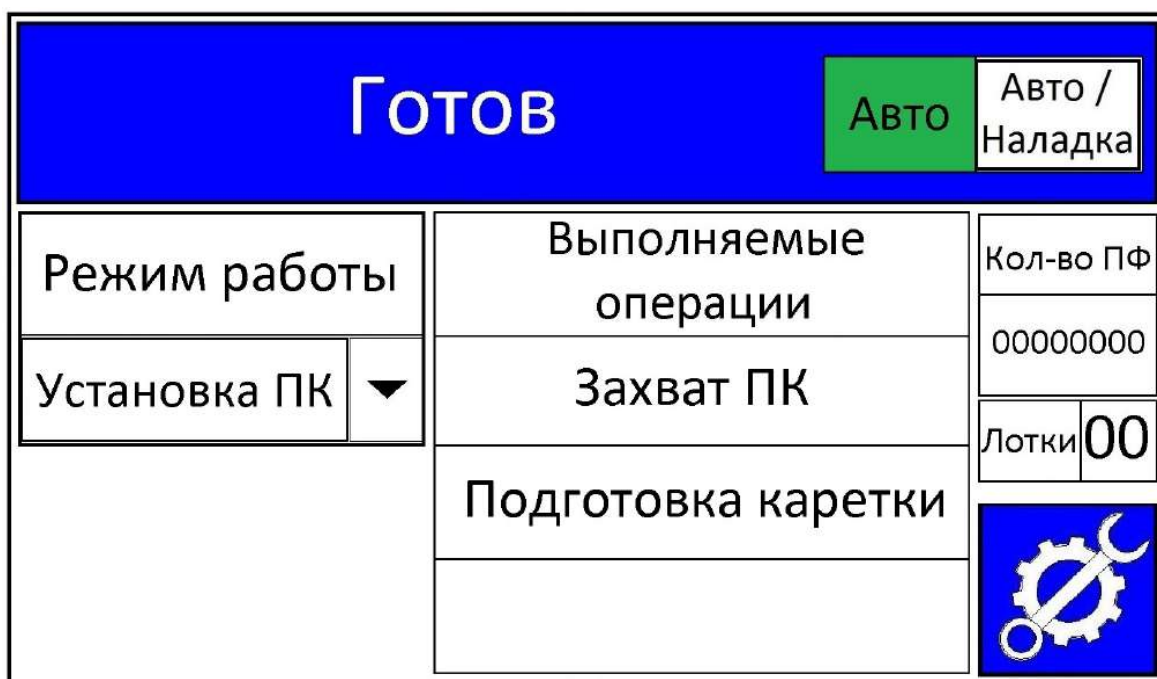 Готов
Авто
Авто /
Наладка
Режим работы
Установка ПК
Выполняемые
операции
Захват ПК
Подготовка каретки
Кол-во ПФ
00000000
Лотки 00